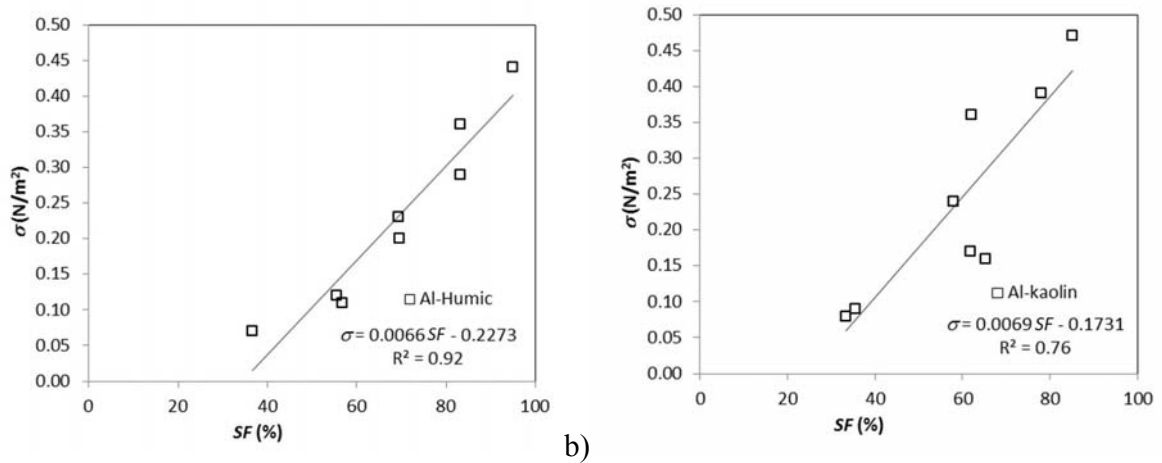 0.50
0.45
0.40
0.35
0.30
0.25
0.20
0.15
0.10
0.05
0.00
σ (N/m²)
Al-Humic
σ = 0.0066 SF - 0.2273
R² = 0.92
0 20 40 60 80 100
SF (%)
b)
0.50
0.45
0.40
0.35
0.30
0.25
0.20
0.15
0.10
0.05
0.00
σ (N/m²)
Al-kaolin
σ = 0.0069 SF - 0.1731
R² = 0.76
0 20 40 60 80 100
SF (%)